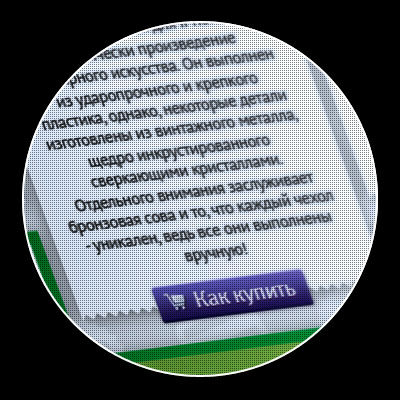 чески произведение
рного искусства. Он выполнен
из ударопрочного и крепкого
пластика, однако, некоторые детали
изготовлены из винтажного металла,
щедро инкрустированного
сверкающими кристаллами.
Отдельного внимания заслуживает
бронзовая сова и то, что каждый чехол
- уникален, ведь все они выполнены
вручную!
Как купить